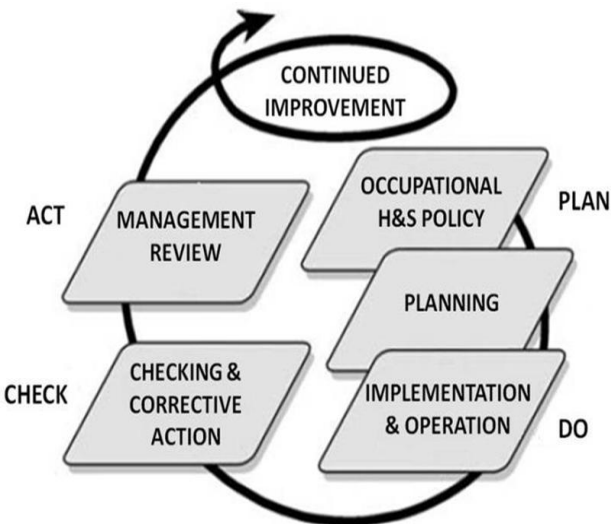 CONTINUED
IMPROVEMENT
OCCUPATIONAL
H&S POLICY
PLAN
ACT
MANAGEMENT
REVIEW
PLANNING
CHECK
CHECKING &
CORRECTIVE
ACTION
IMPLEMENTATION
& OPERATION
DO